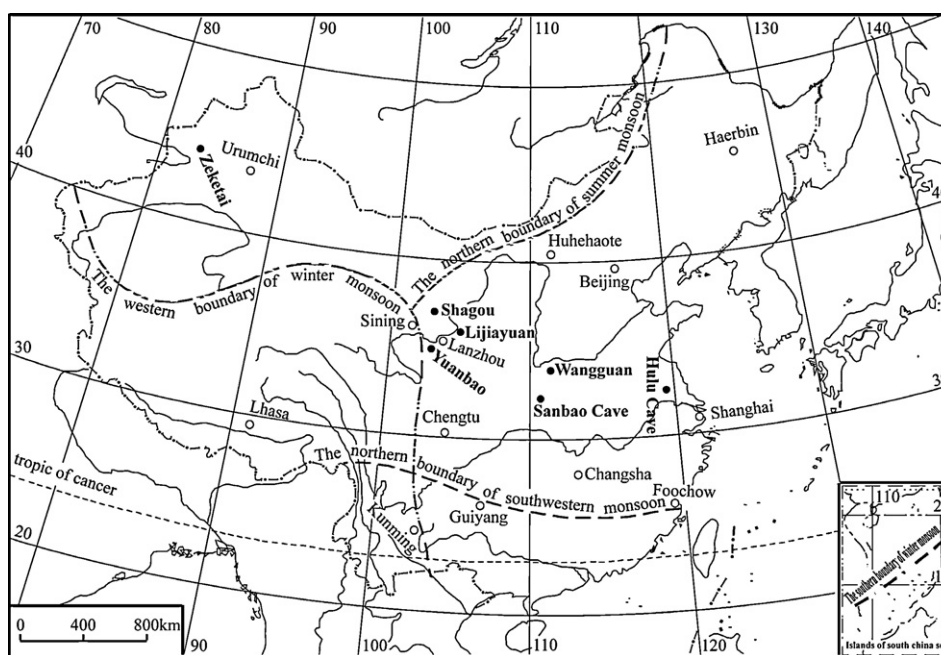 70
80
90
100
110
120
130
140
40
Urumchi
Zeketai
Haerbin
The northern boundary of summer monsoon
Huhehaote
Beijing
The western boundary of winter monsoon
Sining
Shagou
Lijiayuan
Lanzhou
Yuanbao
Wangguan
Sanbao Cave
Hulu Cave
Shanghai
30
Lhasa
Chengtu
The northern boundary of southwestern monsoon
Changsha
Foochow
Guiyang
Kunming
tropic of cancer
20
110
The southern boundary of winter monsoon
Islands of south china s
0 400 800km
90
100
110
120